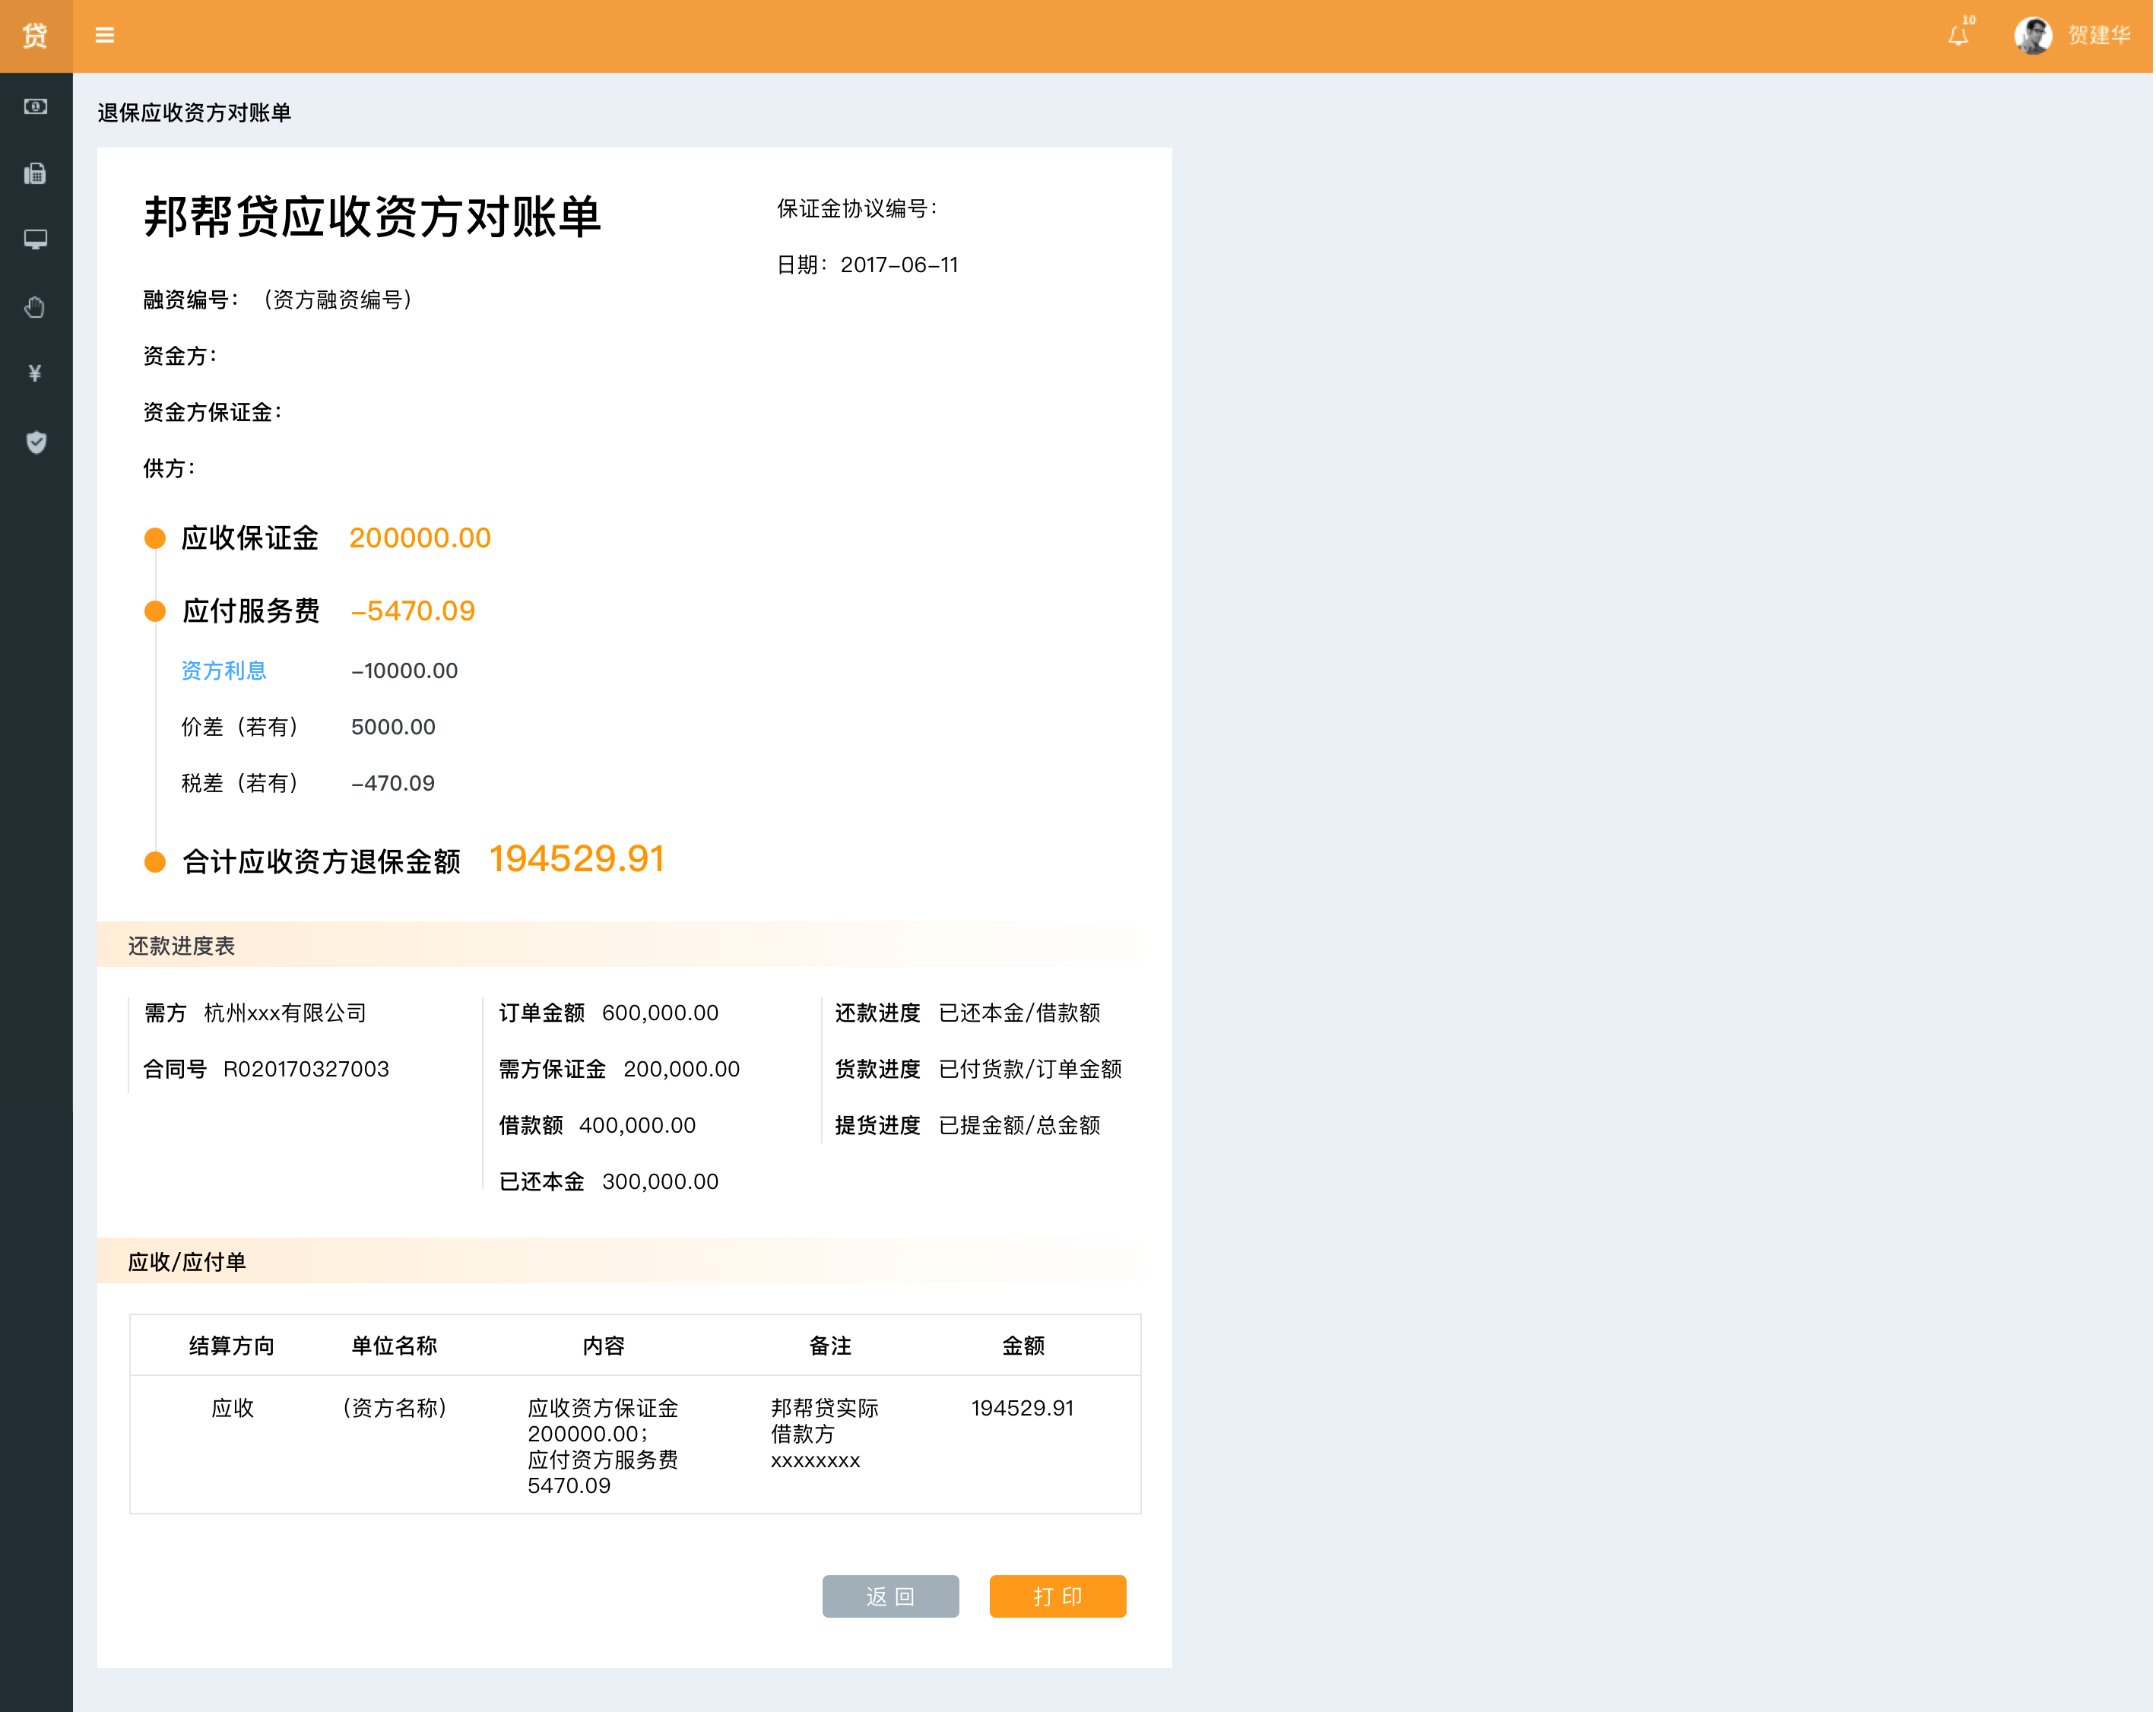 贷
10
贺建华
¥
退保应收资方对账单
邦帮贷应收资方对账单
保证金协议编号：
日期：2017-06-11
融资编号：（资方融资编号）
资金方：
资金方保证金：
供方：
应收保证金 200000.00
应付服务费 -5470.09
资方利息 -10000.00
价差（若有） 5000.00
税差（若有） -470.09
合计应收资方退保金额 194529.91
还款进度表
需方 杭州xxx有限公司
合同号 R020170327003
订单金额 600,000.00
需方保证金 200,000.00
借款额 400,000.00
已还本金 300,000.00
还款进度 已还本金/借款额
货款进度 已付货款/订单金额
提货进度 已提金额/总金额
应收/应付单
结算方向 单位名称 内容 备注 金额
应收
（资方名称）
应收资方保证金
200000.00；
应付资方服务费
5470.09
邦帮贷实际
借款方
xxxxxxxx
194529.91
返 回
打 印